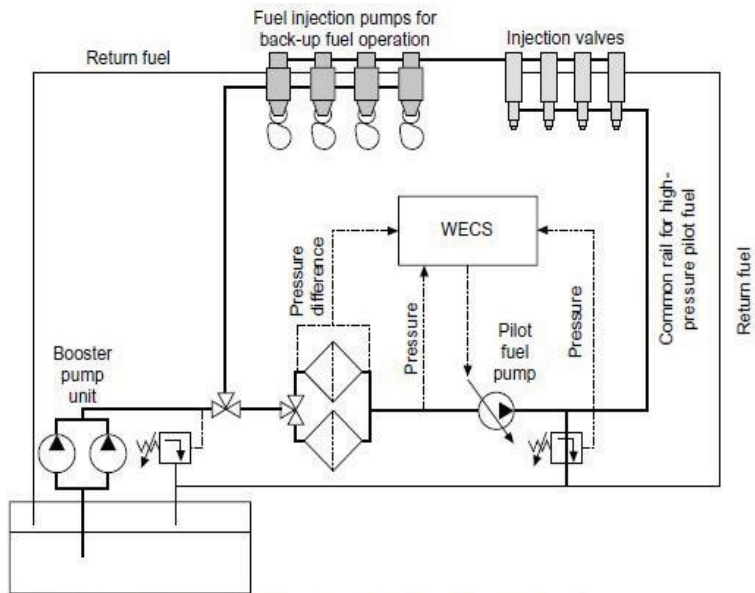 Fuel injection pumps for
back-up fuel operation
Return fuel
Injection valves
WECS
Pressure
difference
Pressure
Pilot
fuel
pump
Pressure
Common rail for high-
pressure pilot fuel
Return fuel
Booster
pump
unit